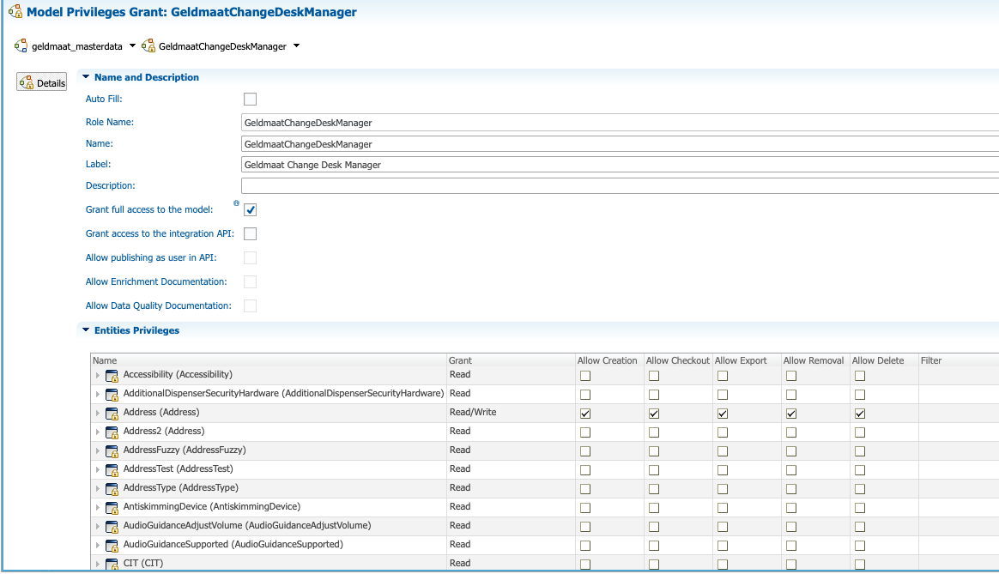 Model Privileges Grant: GeldmaatChangeDeskManager
geldmaat_masterdata GeldmaatChangeDeskManager
Details
Name and Description
Auto Fill:
Role Name: GeldmaatChangeDeskManager
Name: GeldmaatChangeDeskManager
Label: Geldmaat Change Desk Manager
Description:
Grant full access to the model:
Grant access to the integration API:
Allow publishing as user in API:
Allow Enrichment Documentation:
Allow Data Quality Documentation:
Entities Privileges
Name Grant Allow Creation Allow Checkout Allow Export Allow Removal Allow Delete Filter
Accessibility (Accessibility) Read
AdditionalDispenserSecurityHardware (AdditionalDispenserSecurityHardware) Read
Address (Address) Read/Write
Address2 (Address) Read
AddressFuzzy (AddressFuzzy) Read
AddressTest (AddressTest) Read
AddressType (AddressType) Read
AntiskimmingDevice (AntiskimmingDevice) Read
AudioGuidanceAdjustVolume (AudioGuidanceAdjustVolume) Read
AudioGuidanceSupported (AudioGuidanceSupported) Read
CIT (CIT) Read